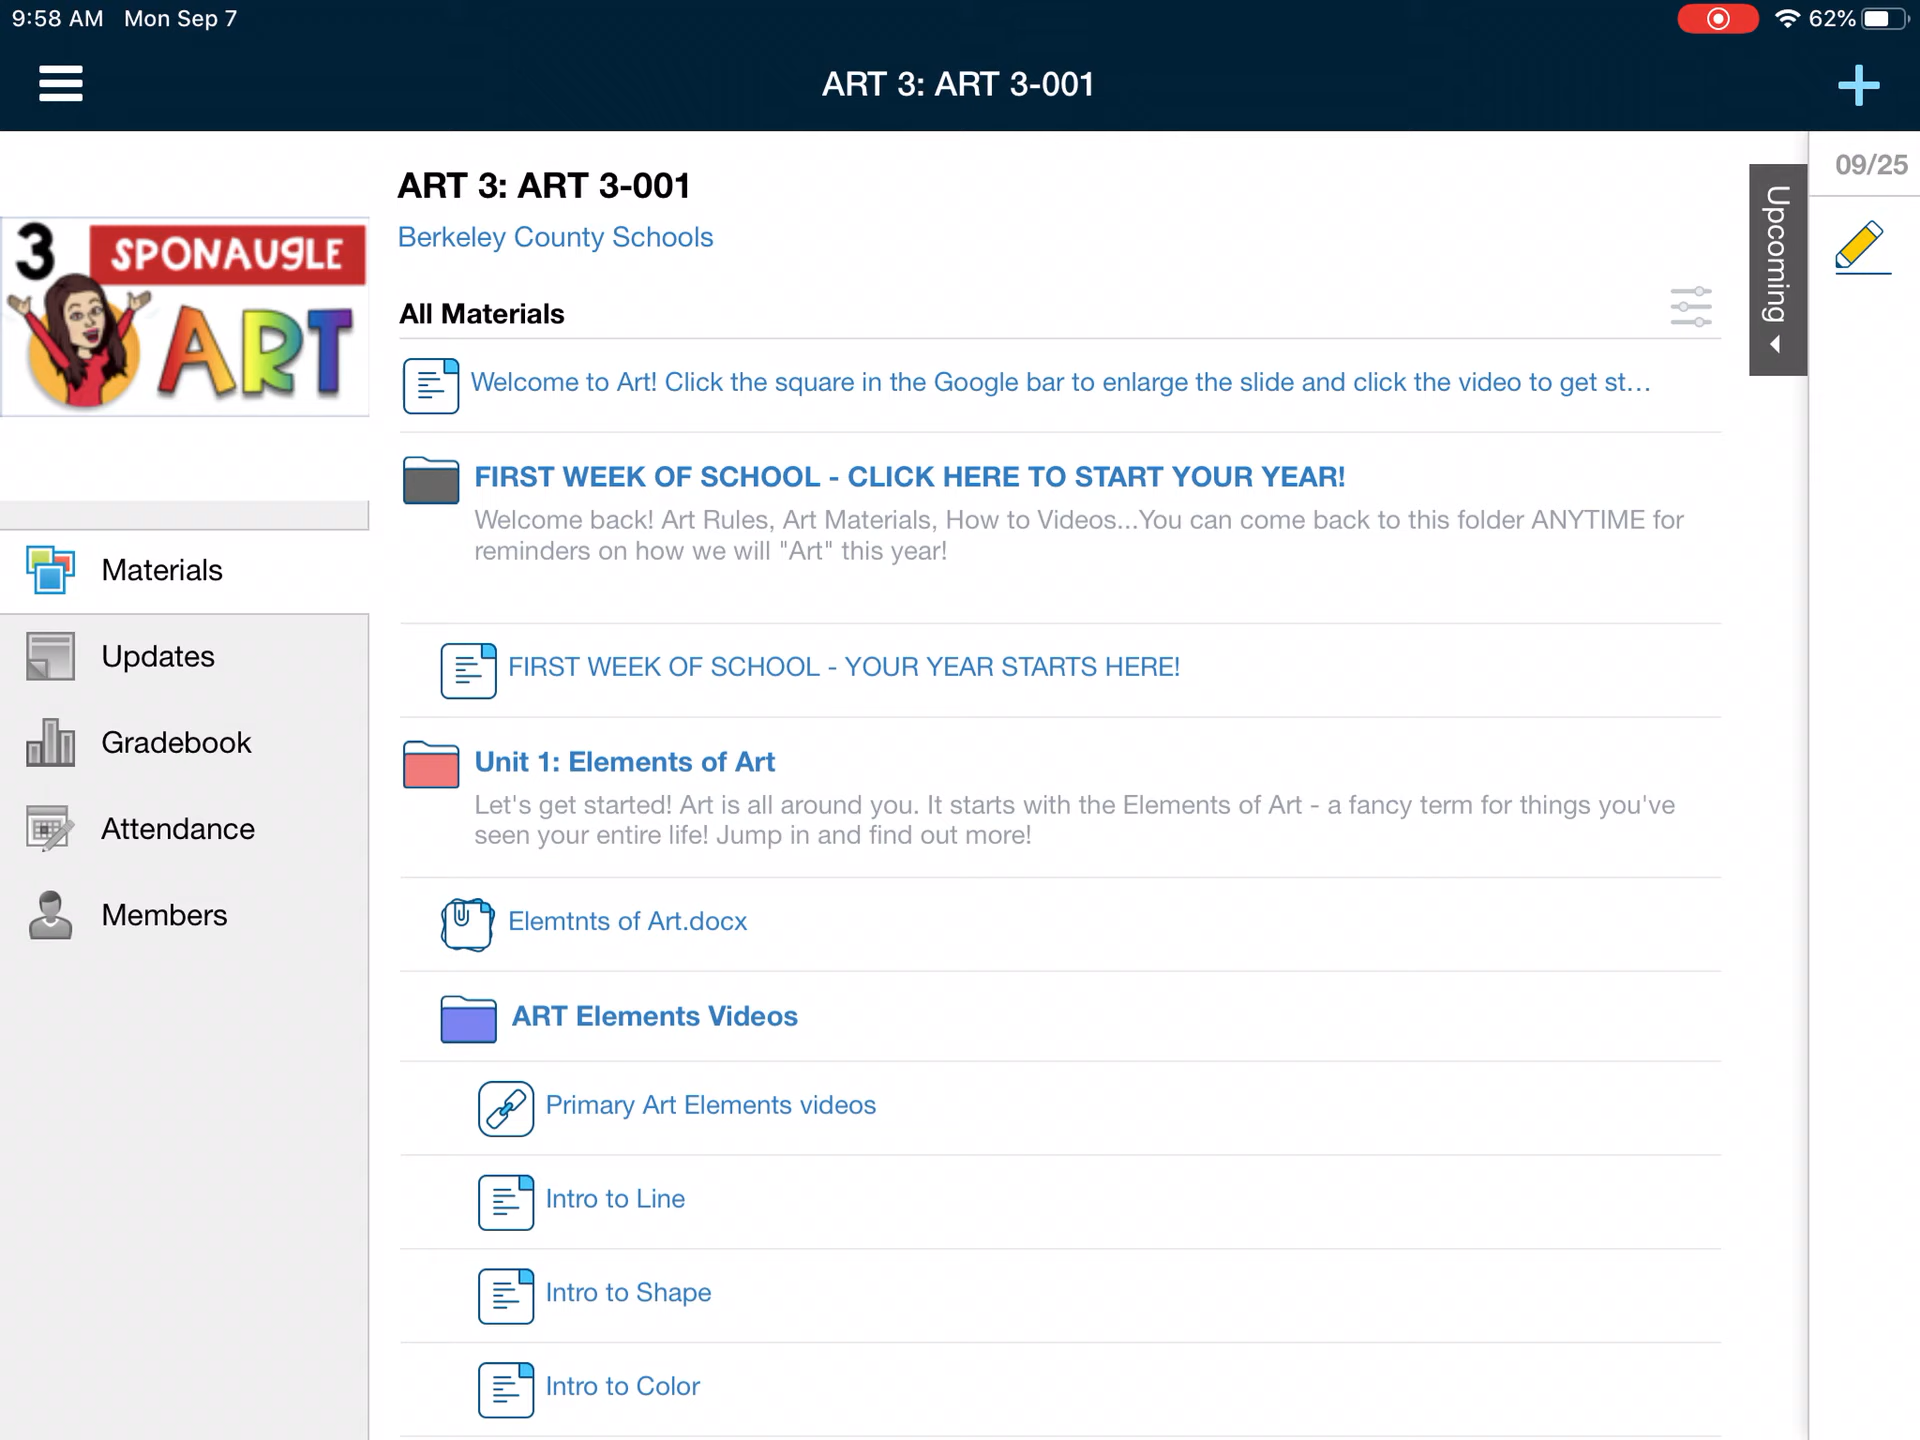 9:58 AM Mon Sep 7
62%
ART 3: ART 3-001
3
SPONAUGLE
ART
Materials
Updates
Gradebook
Attendance
Members
ART 3: ART 3-001
Berkeley County Schools
All Materials
Welcome to Art! Click the square in the Google bar to enlarge the slide and click the video to get st...
FIRST WEEK OF SCHOOL - CLICK HERE TO START YOUR YEAR!
Welcome back! Art Rules, Art Materials, How to Videos...You can come back to this folder ANYTIME for
reminders on how we will "Art" this year!
FIRST WEEK OF SCHOOL - YOUR YEAR STARTS HERE!
Unit 1: Elements of Art
Let's get started! Art is all around you. It starts with the Elements of Art - a fancy term for things you've
seen your entire life! Jump in and find out more!
Elemtnts of Art.docx
ART Elements Videos
Primary Art Elements videos
Intro to Line
Intro to Shape
Intro to Color
Upcoming
09/25